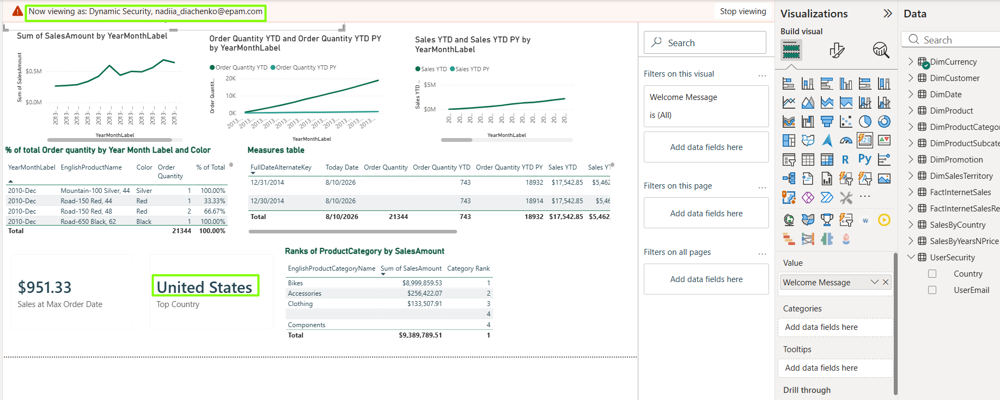 Now viewing as: Dynamic Security, nadiia_diachenko@epam.com
Stop viewing
Sum of SalesAmount by YearMonthLabel
Sum of SalesAmount
$0.5M
$0.0M
2013-...
2013-...
2013-...
2013-...
2013-...
2013-...
2013-...
2013-...
2013-...
2013-...
2013-...
2013-...
YearMonthLabel
Order Quantity YTD and Order Quantity YTD PY
by YearMonthLabel
Order Quantity YTD Order Quantity YTD PY
Order Quantit...
20K
10K
0K
2013... 2013... 2013... 2013... 2013... 2013... 2013... 2013... 2013... 2013... 2013...
YearMonthLabel
Sales YTD and Sales YTD PY by
YearMonthLabel
Sales YTD Sales YTD PY
Sales YTD ...
$5M
$0M
20... 20... 20... 20... 20... 20... 20... 20... 20... 20... 20... 20...
YearMonthLabel
% of total Order quantity by Year Month Label and Color
YearMonthLabel EnglishProductName Color Order Quantity % of Total
2010-Dec Mountain-100 Silver, 44 Silver 1 100.00%
2010-Dec Road-150 Red, 44 Red 1 33.33%
2010-Dec Road-150 Red, 48 Red 2 66.67%
2010-Dec Road-650 Black, 62 Black 1 100.00%
Total 21344 100.00%
Measures table
FullDateAlternateKey Today Date Order Quantity Order Quantity YTD Order Quantity YTD PY Sales YTD Sales YT
12/31/2014 8/10/2026 743 18932 $17,542.85 $5,462
12/30/2014 8/10/2026 743 18914 $17,542.85 $5,46
Total 8/10/2026 21344 743 18932 $17,542.85 $5,462,
$951.33
Sales at Max Order Date
United States
Top Country
Ranks of ProductCategory by SalesAmount
EnglishProductCategoryName Sum of SalesAmount Category Rank
Bikes $8,999,859.53 1
Accessories $256,422.07 2
Clothing $133,507.91 3
4
Components 4
Total $9,389,789.51 1
Search
Filters on this visual ...
Welcome Message
is (All)
Add data fields here
Filters on this page ...
Add data fields here
Filters on all pages ...
Add data fields here
Visualizations
Build visual
123
R
Py
...
w
Value
Welcome Message
Categories
Add data fields here
Tooltips
Add data fields here
Drill through
Data
Search
DimCurrency
DimCustomer
DimDate
DimProduct
DimProductCategor
DimProductSubcate
DimPromotion
DimSalesTerritory
FactInternetSales
FactInternetSalesRe
SalesByCountry
SalesByYearsNPrice
UserSecurity
Country
UserEmail